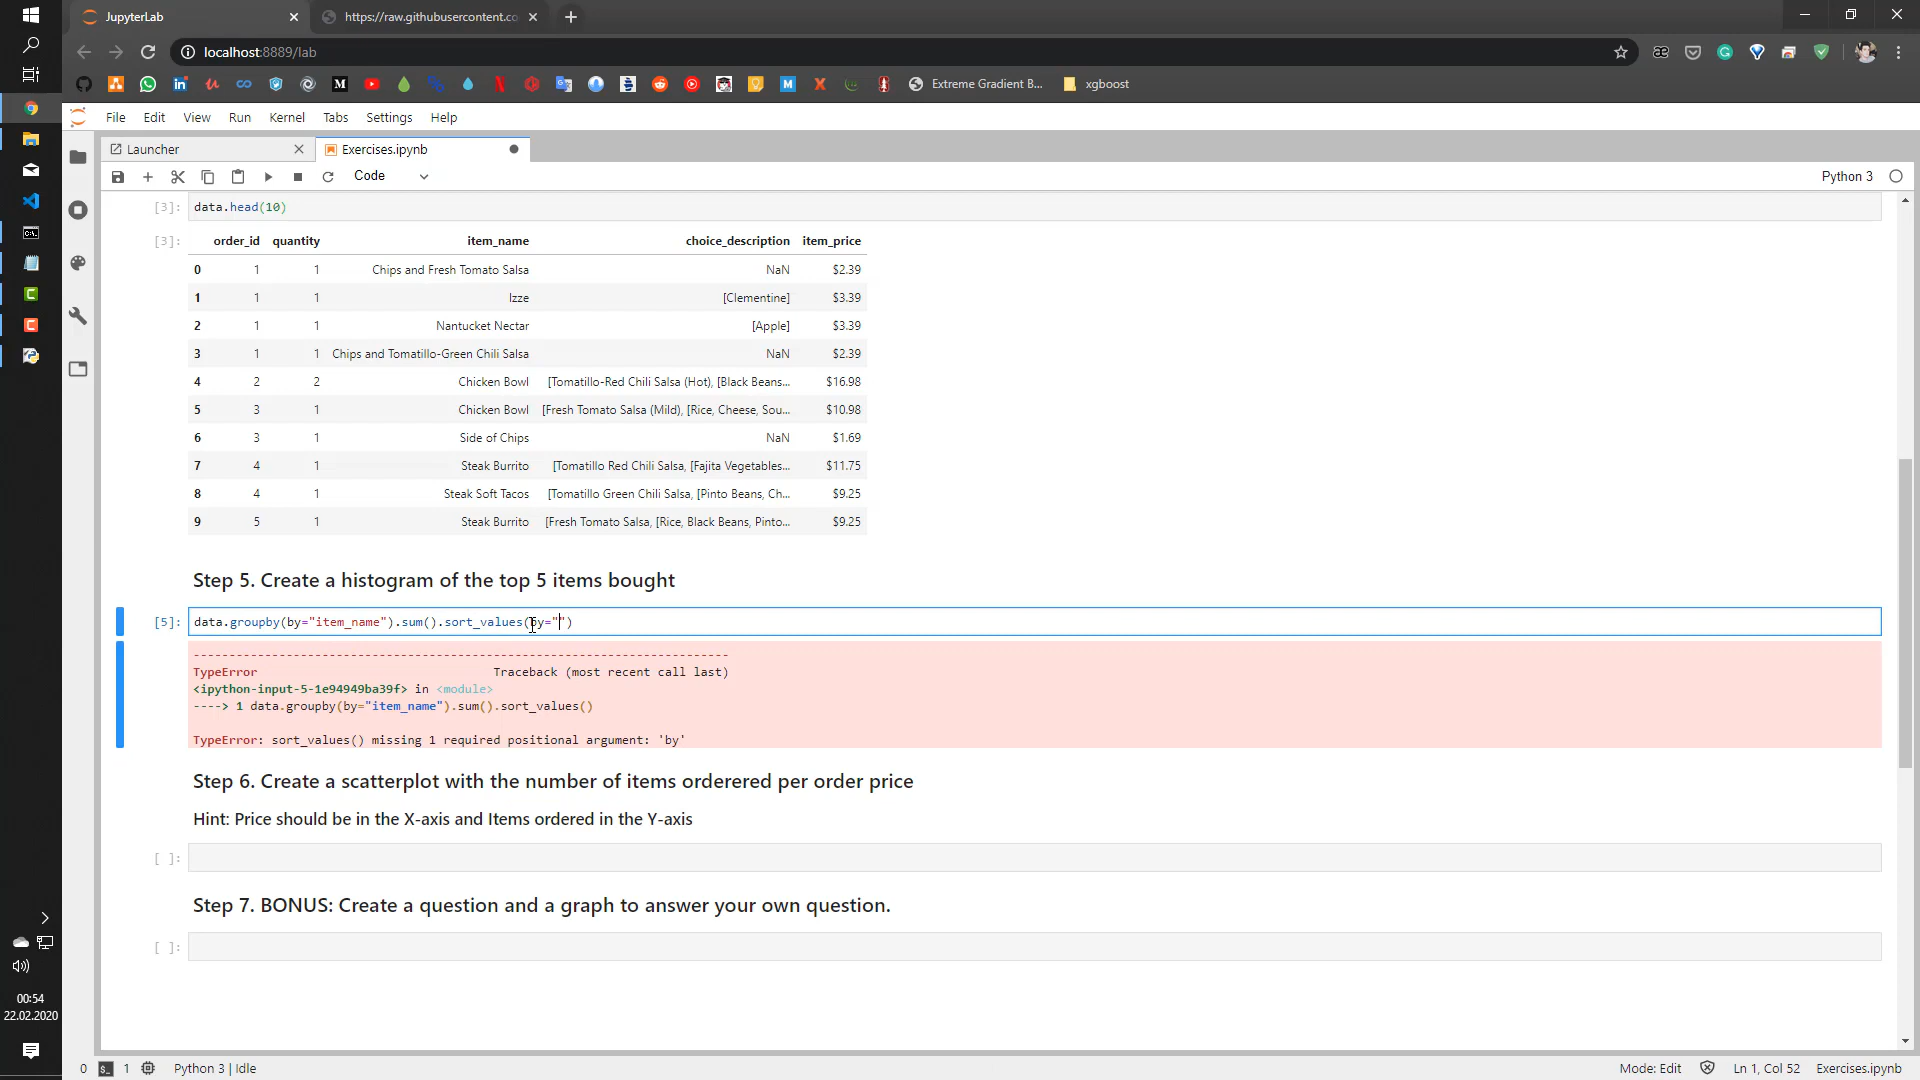 JupyterLab
https://raw.githubusercontent.co
localhost:8889/lab
Extreme Gradient B...
xgboost
File Edit View Run Kernel Tabs Settings Help
Launcher
Exercises.ipynb
Code
Python 3
[3]: data.head(10)
[3]: order_id quantity item_name choice_description item_price
0 1 1 Chips and Fresh Tomato Salsa NaN $2.39
1 1 1 Izze [Clementine] $3.39
2 1 1 Nantucket Nectar [Apple] $3.39
3 1 1 Chips and Tomatillo-Green Chili Salsa NaN $2.39
4 2 2 Chicken Bowl [Tomatillo-Red Chili Salsa (Hot), [Black Beans... $16.98
5 3 1 Chicken Bowl [Fresh Tomato Salsa (Mild), [Rice, Cheese, Sou... $10.98
6 3 1 Side of Chips NaN $1.69
7 4 1 Steak Burrito [Tomatillo Red Chili Salsa, [Fajita Vegetables... $11.75
8 4 1 Steak Soft Tacos [Tomatillo Green Chili Salsa, [Pinto Beans, Ch... $9.25
9 5 1 Steak Burrito [Fresh Tomato Salsa, [Rice, Black Beans, Pinto... $9.25
Step 5. Create a histogram of the top 5 items bought
[5]: data.groupby(by="item_name").sum().sort_values(by="")
---------------------------------------------------------------------------
TypeError Traceback (most recent call last)
<ipython-input-5-1e94949ba39f> in <module>
----> 1 data.groupby(by="item_name").sum().sort_values()
TypeError: sort_values() missing 1 required positional argument: 'by'
Step 6. Create a scatterplot with the number of items orderered per order price
Hint: Price should be in the X-axis and Items ordered in the Y-axis
[ ]:
Step 7. BONUS: Create a question and a graph to answer your own question.
[ ]:
00:54
22.02.2020
0 1 Python 3 | Idle
Mode: Edit
Ln 1, Col 52
Exercises.ipynb